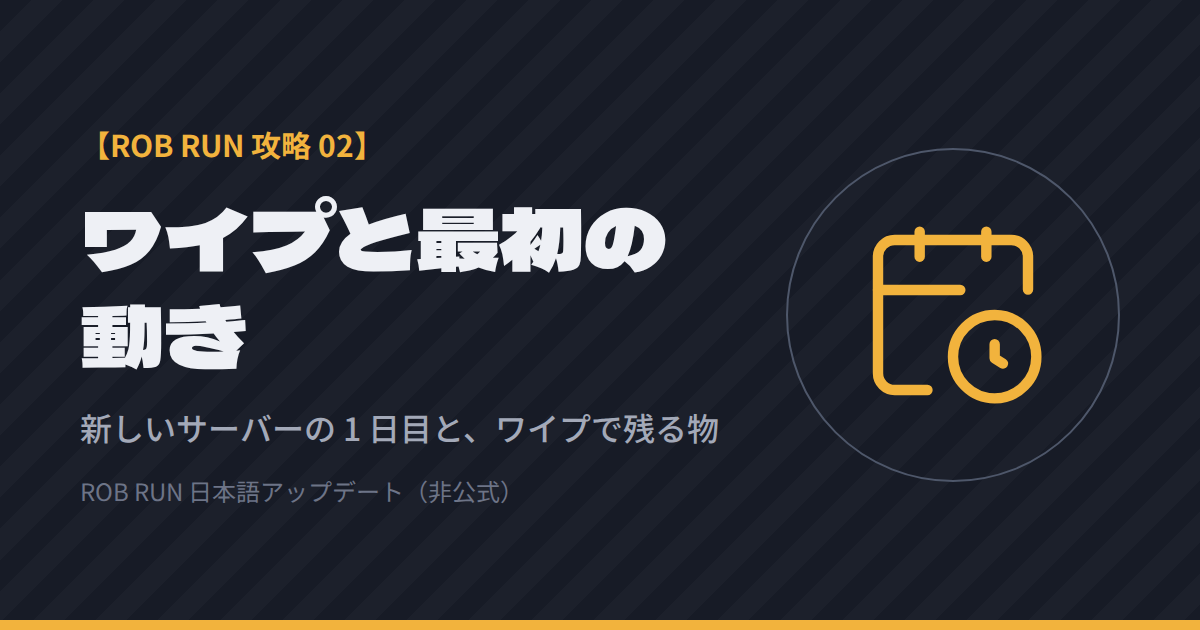 【ROB RUN 攻略 02】
ワイプと最初の
動き
新しいサーバーの 1 日目と、ワイプで残る物
ROB RUN 日本語アップデート（非公式）